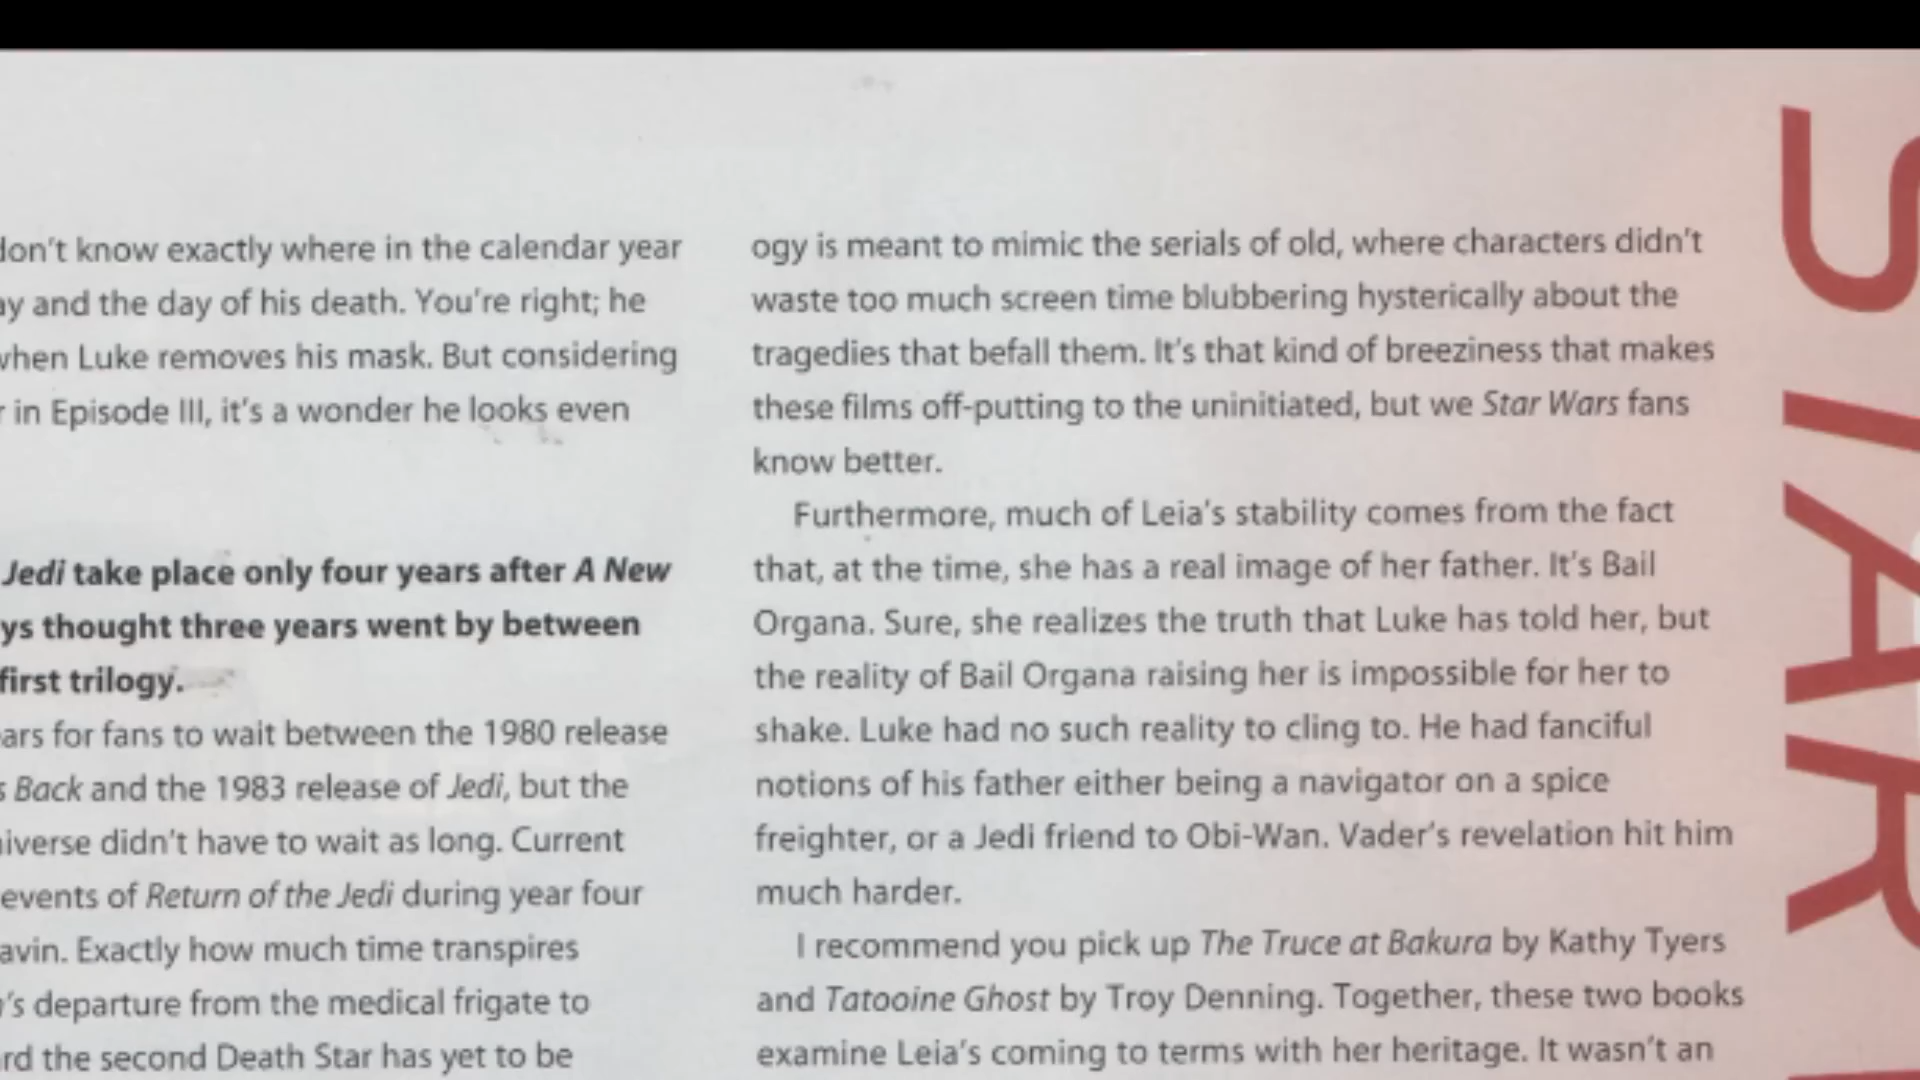 don't know exactly where in the calendar year
and the day of his death. You're right; he
when Luke removes his mask. But considering
in Episode III, it's a wonder he looks even
Jedi take place only four years after A New
thought three years went by between
first trilogy.
for fans to wait between the 1980 release
Back and the 1983 release of Jedi, but the
didn't have to wait as long. Current
events of Return of the Jedi during year four
Exactly how much time transpires
departure from the medical frigate to
the second Death Star has yet to be
ogy is meant to mimic the serials of old, where characters didn't
waste too much screen time blubbering hysterically about the
tragedies that befall them. It's that kind of breeziness that makes
these films off-putting to the uninitiated, but we Star Wars fans
know better.
Furthermore, much of Leia's stability comes from the fact
that, at the time, she has a real image of her father. It's Bail
Organa. Sure, she realizes the truth that Luke has told her, but
the reality of Bail Organa raising her is impossible for her to
shake. Luke had no such reality to cling to. He had fanciful
notions of his father either being a navigator on a spice
freighter, or a Jedi friend to Obi-Wan. Vader's revelation hit him
much harder.
I recommend you pick up The Truce at Bakura by Kathy Tyers
and Tatooine Ghost by Troy Denning. Together, these two books
examine Leia's coming to terms with her heritage. It wasn't an
STAR